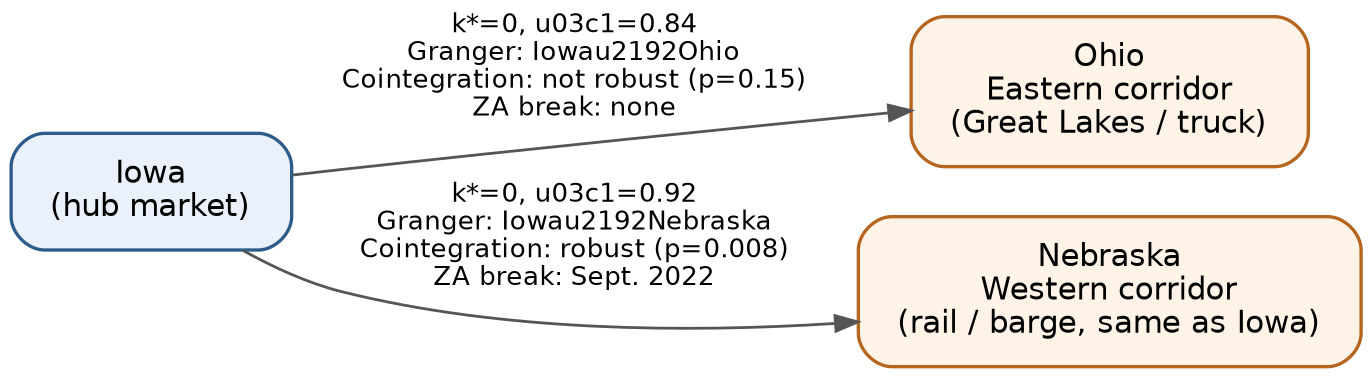 k*=0, u03c1=0.84
Granger: Iowau2192Ohio
Cointegration: not robust (p=0.15)
ZA break: none
Ohio
Eastern corridor
(Great Lakes / truck)
Iowa
(hub market)
k*=0, u03c1=0.92
Granger: Iowau2192Nebraska
Cointegration: robust (p=0.008)
ZA break: Sept. 2022
Nebraska
Western corridor
(rail / barge, same as Iowa)